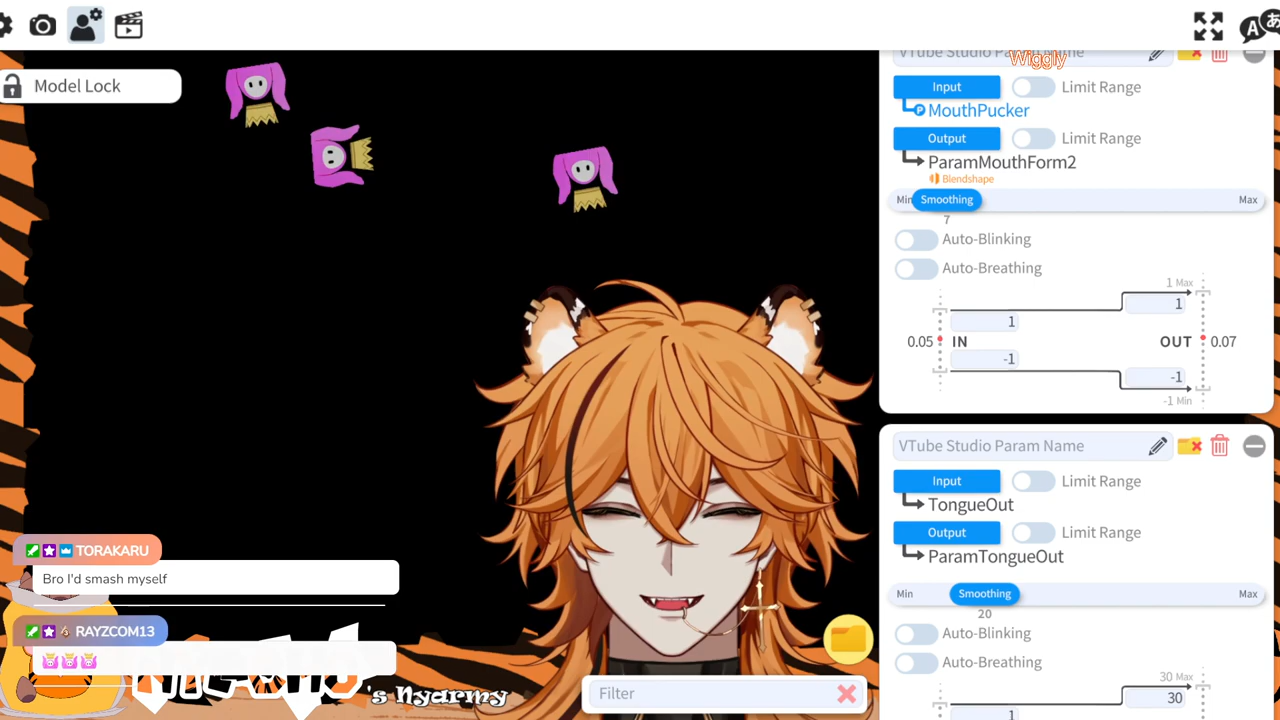 Aあ
Model Lock
VTube Studio Param Name
Wiggly
Input
Limit Range
MouthPucker
Output
Limit Range
ParamMouthForm2
Blendshape
Min
Smoothing
Max
7
Auto-Blinking
Auto-Breathing
1 Max
1
1
0.05
IN
OUT
0.07
-1
-1
-1 Min
VTube Studio Param Name
Input
Limit Range
TongueOut
Output
Limit Range
ParamTongueOut
Min
Smoothing
Max
20
Auto-Blinking
Auto-Breathing
30 Max
30
1
TORAKARU
Bro I'd smash myself
RAYZCOM13
's Nyarmy
Filter